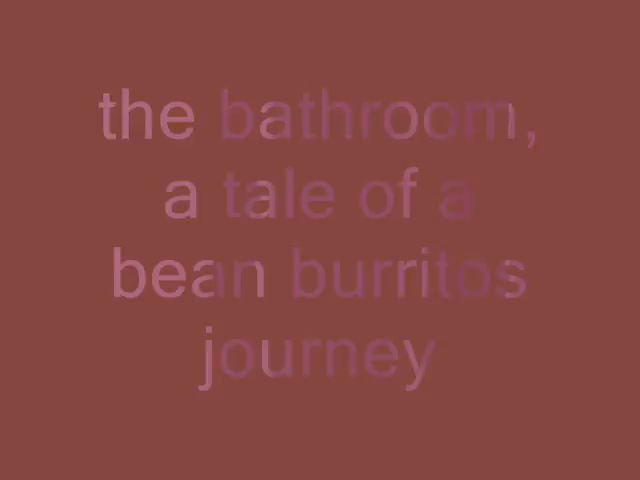 the bathroom,
a tale of a
bean burritos
journey